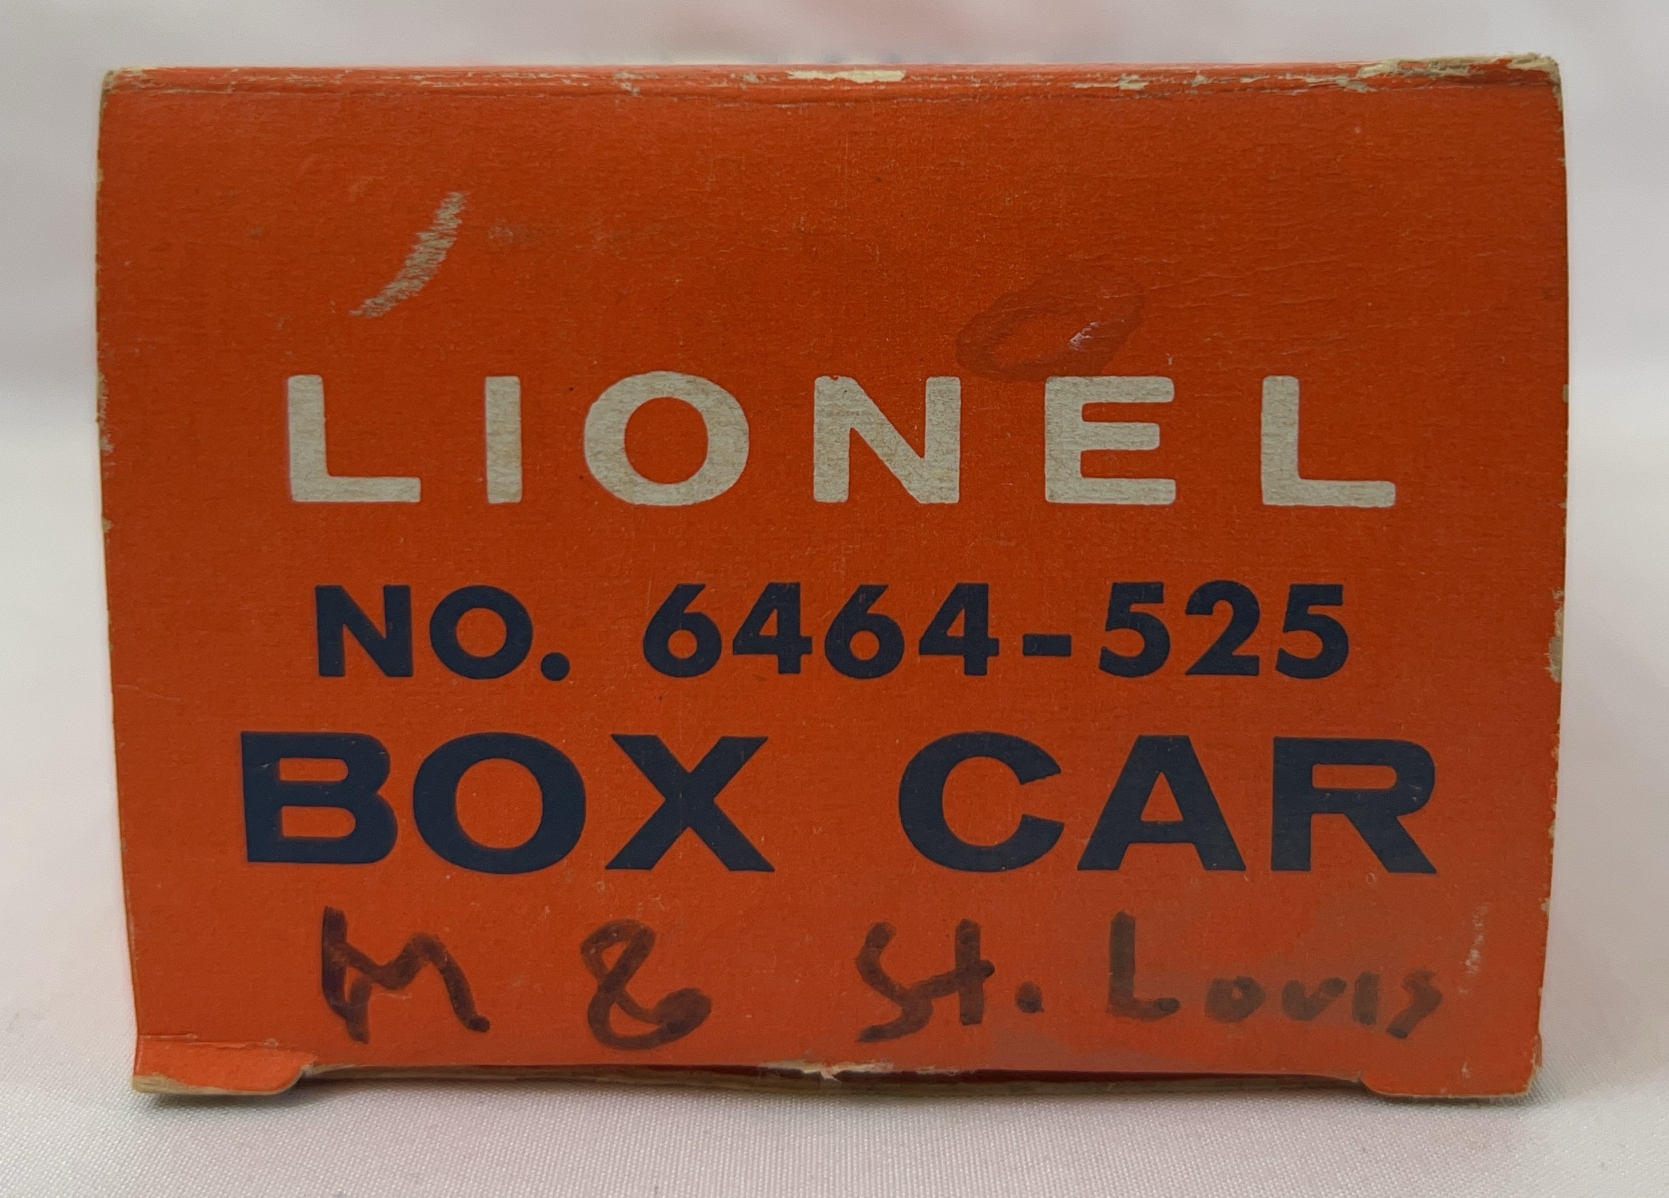 LIONEL
NO. 6464-525
BOX CAR
M & St. Louis